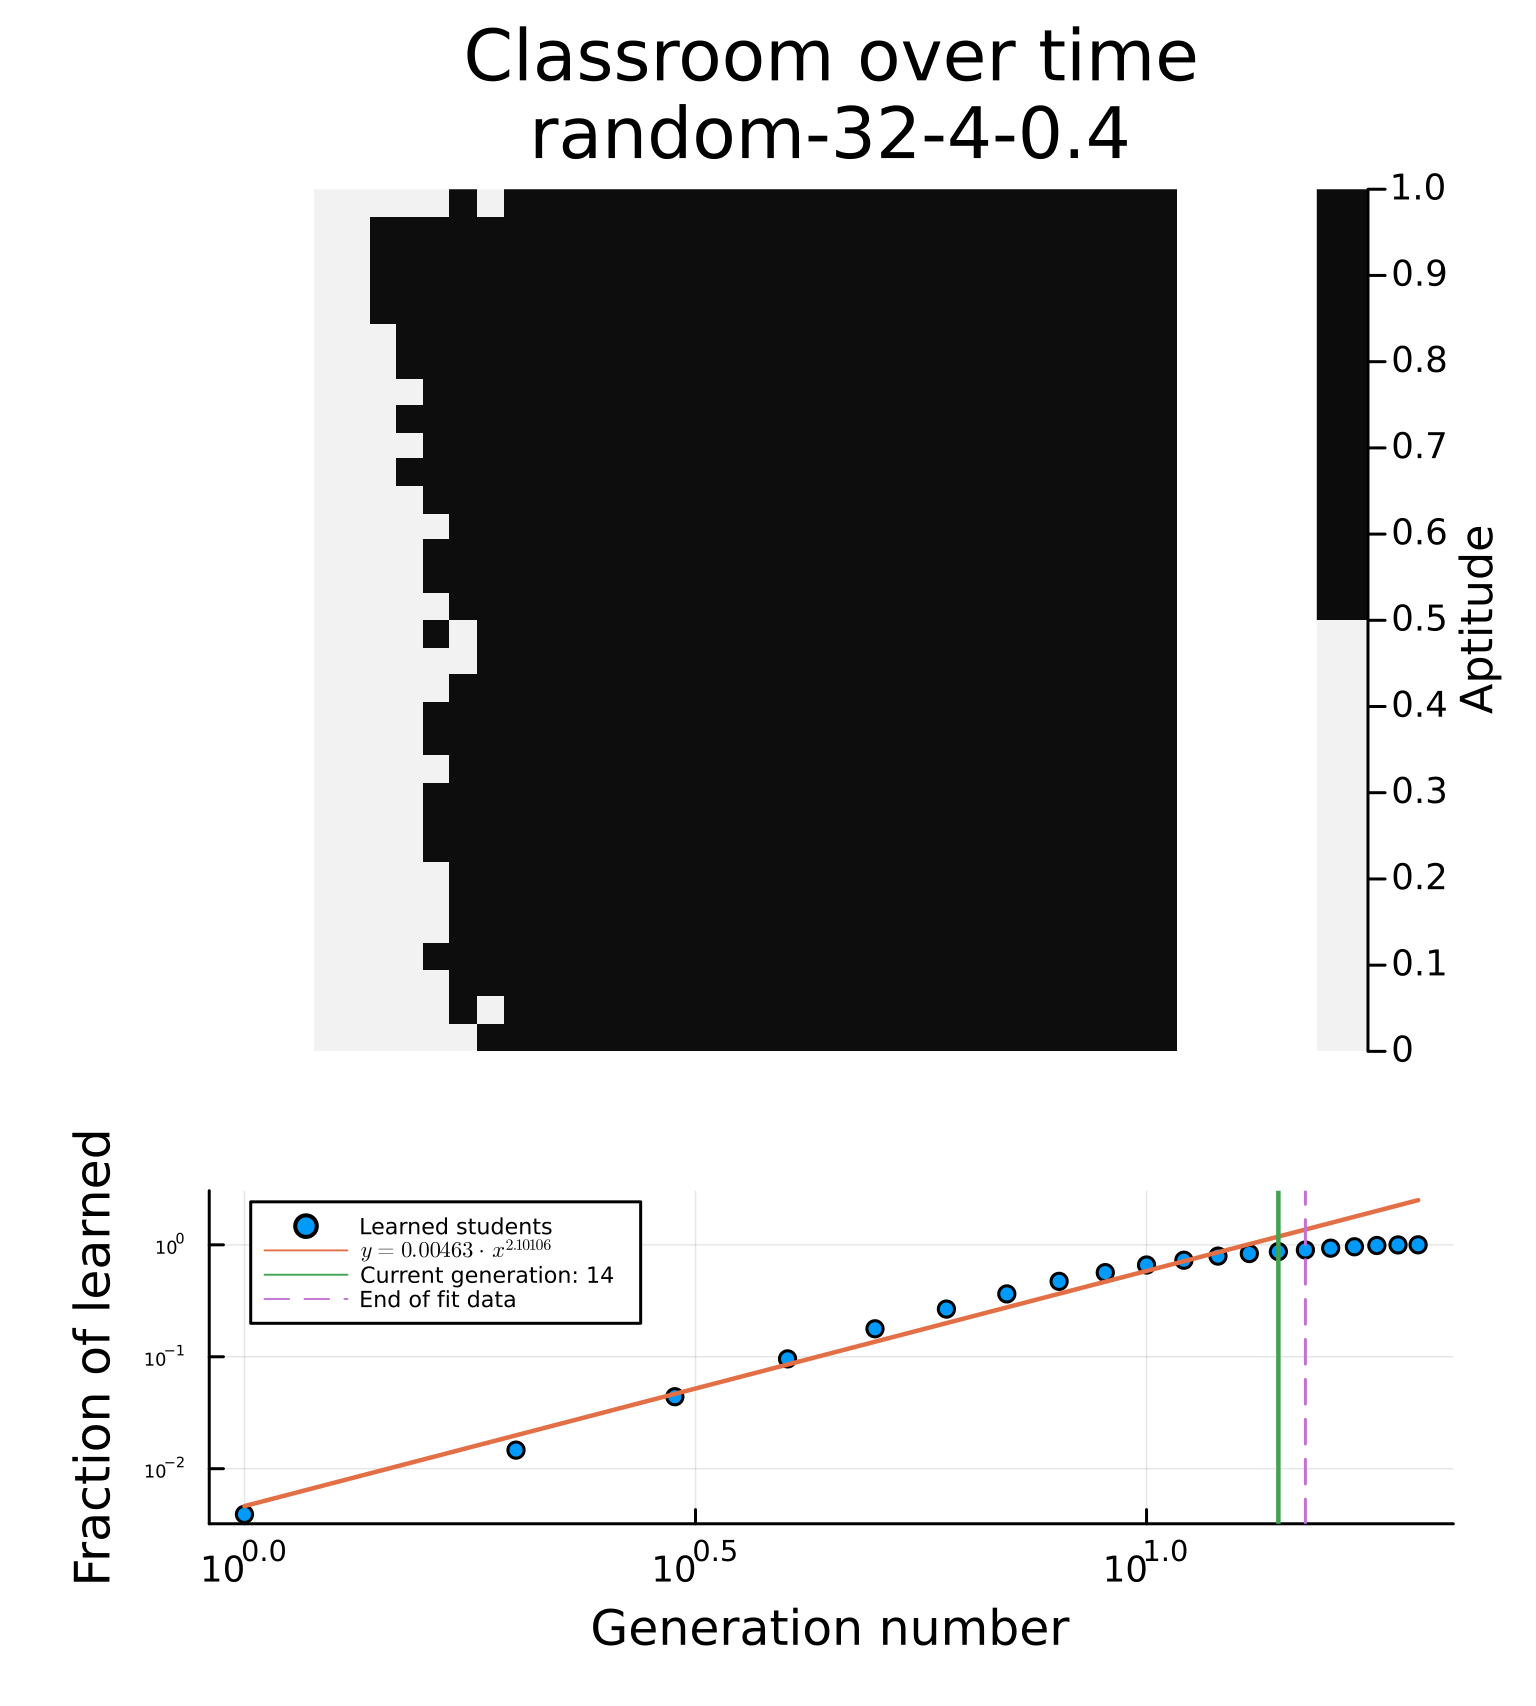 Classroom over time
random-32-4-0.4
1.0
0.9
0.8
0.7
0.6
0.5
0.4
0.3
0.2
0.1
0
Aptitude
Fraction of learned
10⁰
10⁻¹
10⁻²
Learned students
y = 0.00463 · x^2.10106
Current generation: 14
End of fit data
10^0.0
10^0.5
10^1.0
Generation number